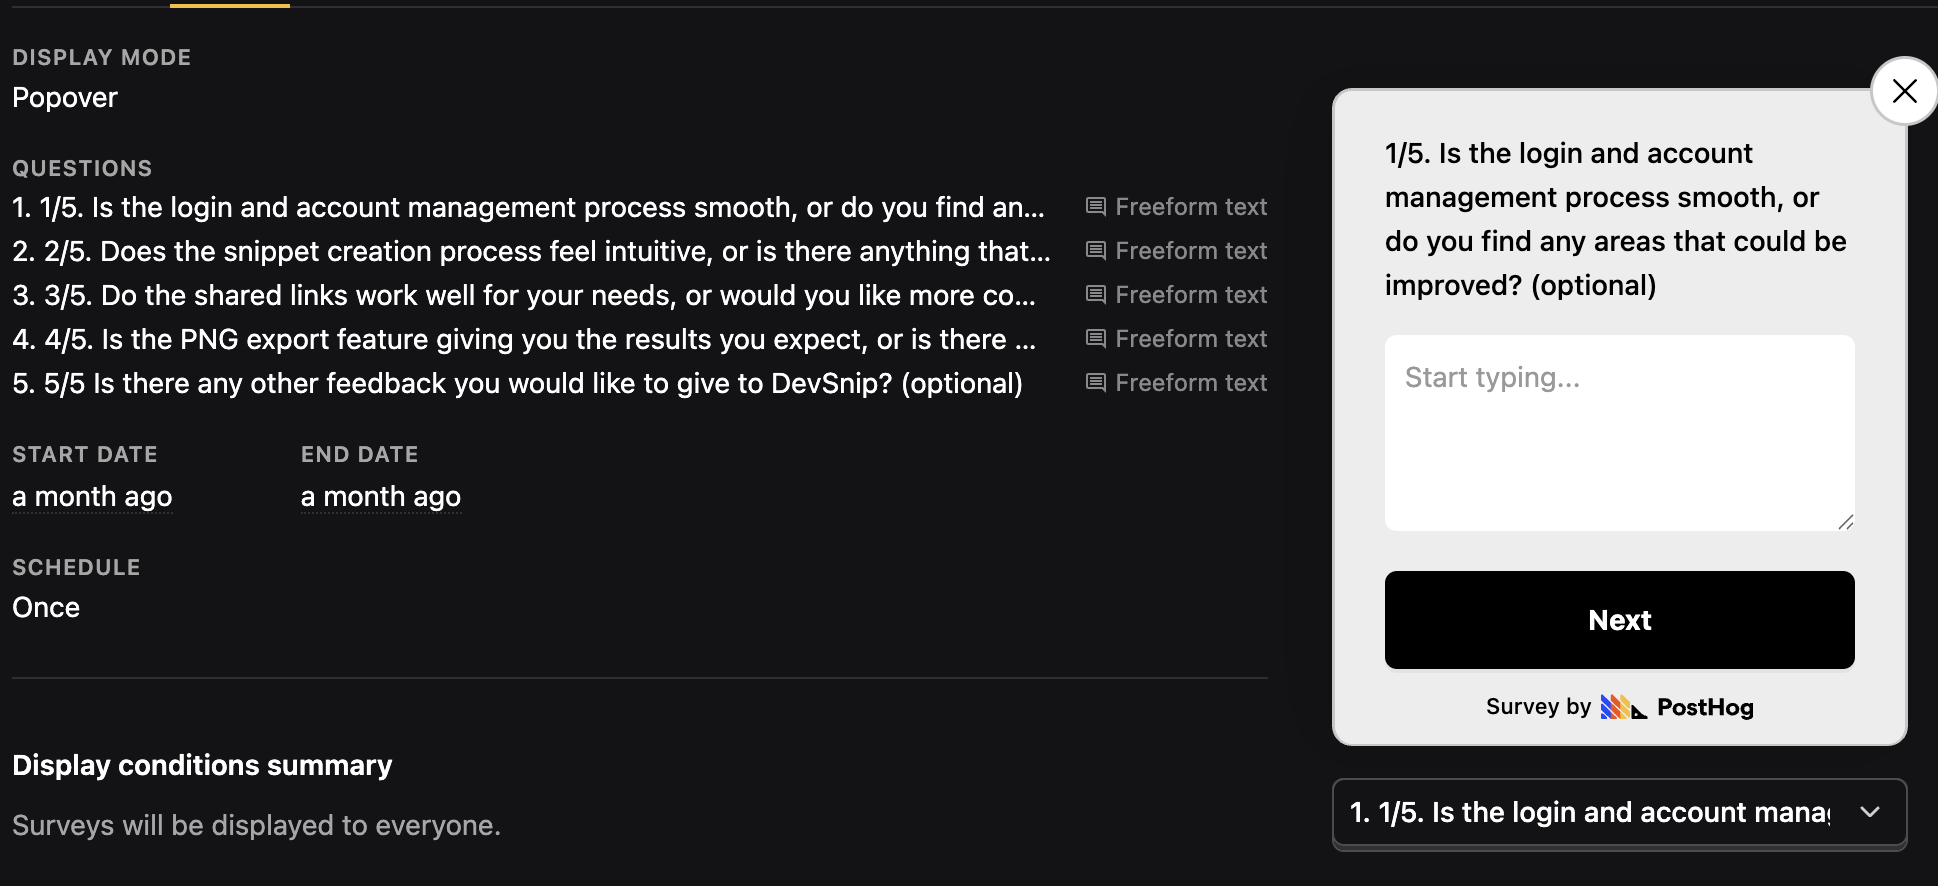 DISPLAY MODE
Popover
QUESTIONS
1. 1/5. Is the login and account management process smooth, or do you find an... Freeform text
2. 2/5. Does the snippet creation process feel intuitive, or is there anything that... Freeform text
3. 3/5. Do the shared links work well for your needs, or would you like more co... Freeform text
4. 4/5. Is the PNG export feature giving you the results you expect, or is there ... Freeform text
5. 5/5 Is there any other feedback you would like to give to DevSnip? (optional) Freeform text
START DATE END DATE
a month ago a month ago
SCHEDULE
Once
Display conditions summary
Surveys will be displayed to everyone.
1/5. Is the login and account
management process smooth, or
do you find any areas that could be
improved? (optional)
Start typing...
Next
Survey by PostHog
1. 1/5. Is the login and account mana